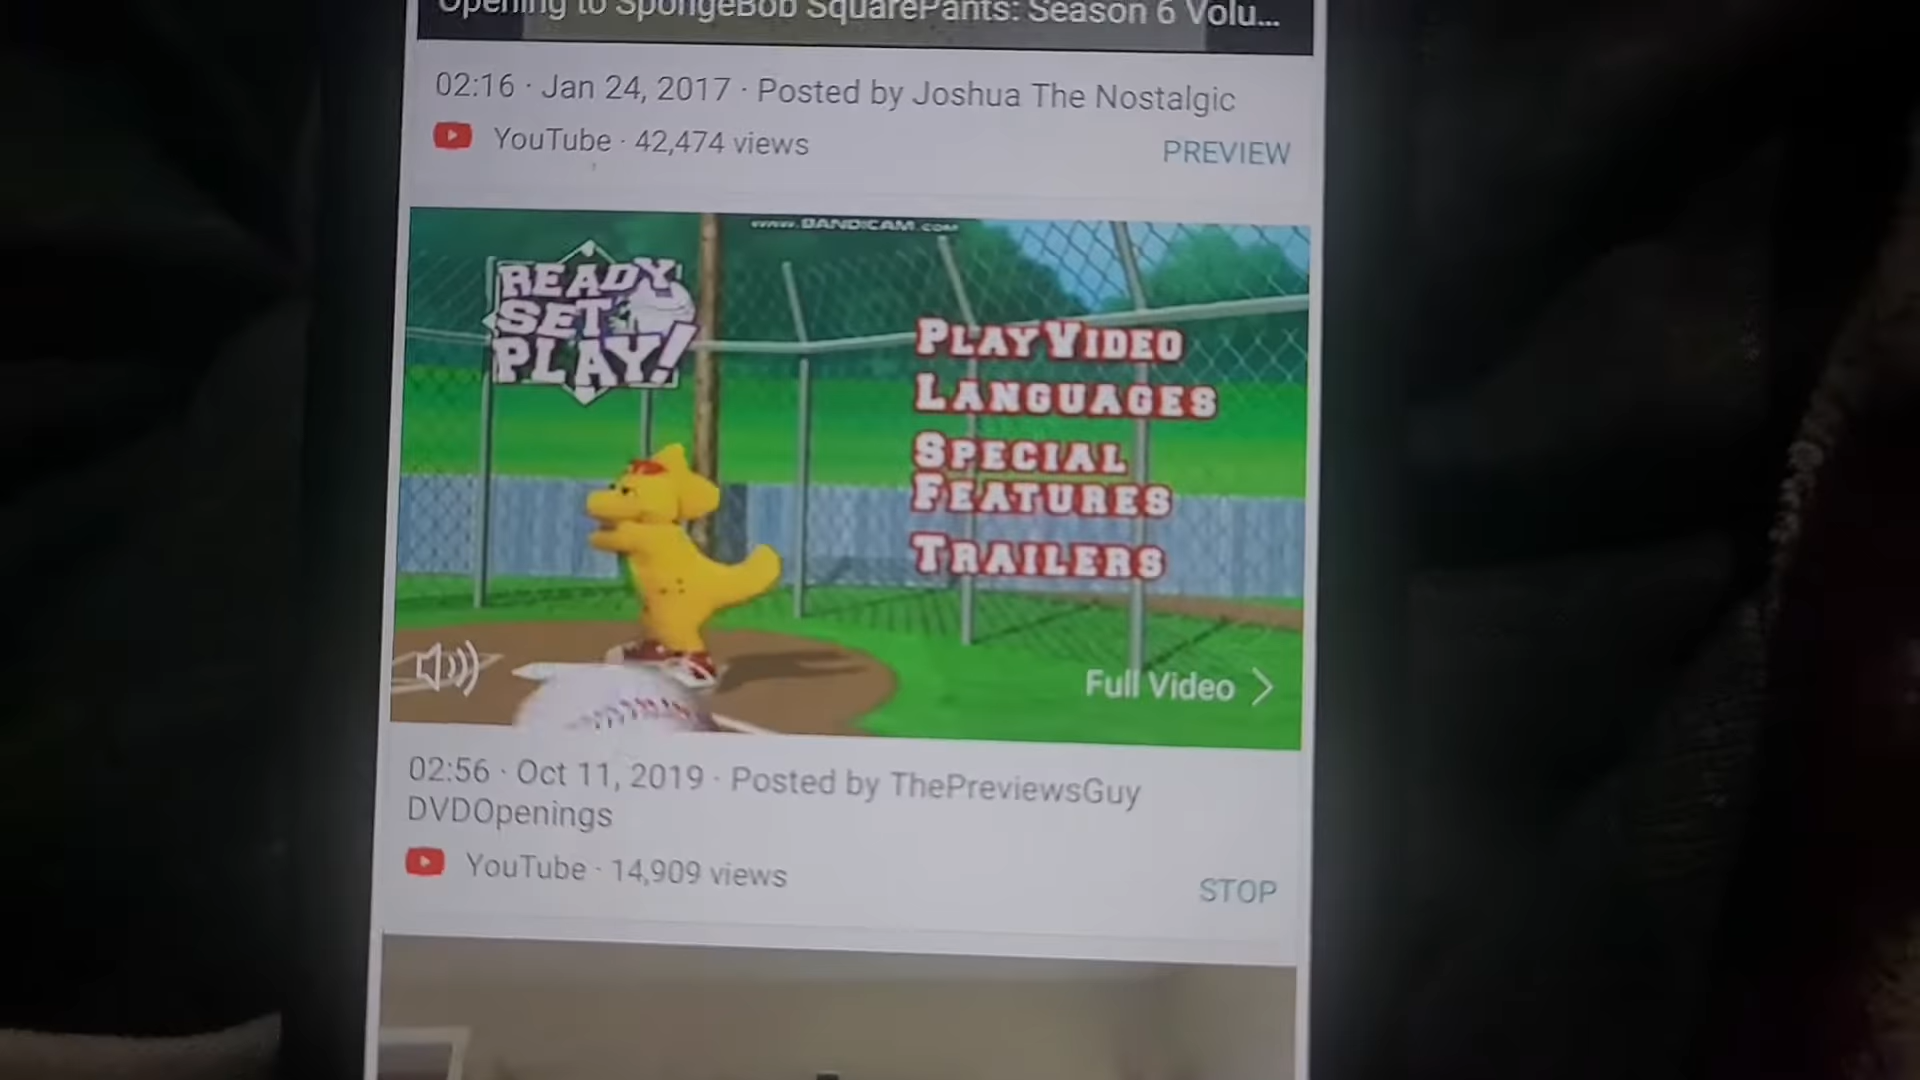 Opening to SpongeBob SquarePants: Season 6 Volu...
02:16 · Jan 24, 2017 · Posted by Joshua The Nostalgic
YouTube · 42,474 views
PREVIEW
www.BANDICAM.com
READY
SET
PLAY!
PLAY VIDEO
LANGUAGES
SPECIAL
FEATURES
TRAILERS
Full Video
02:56 · Oct 11, 2019 · Posted by ThePreviewsGuy
DVDOpenings
YouTube · 14,909 views
STOP